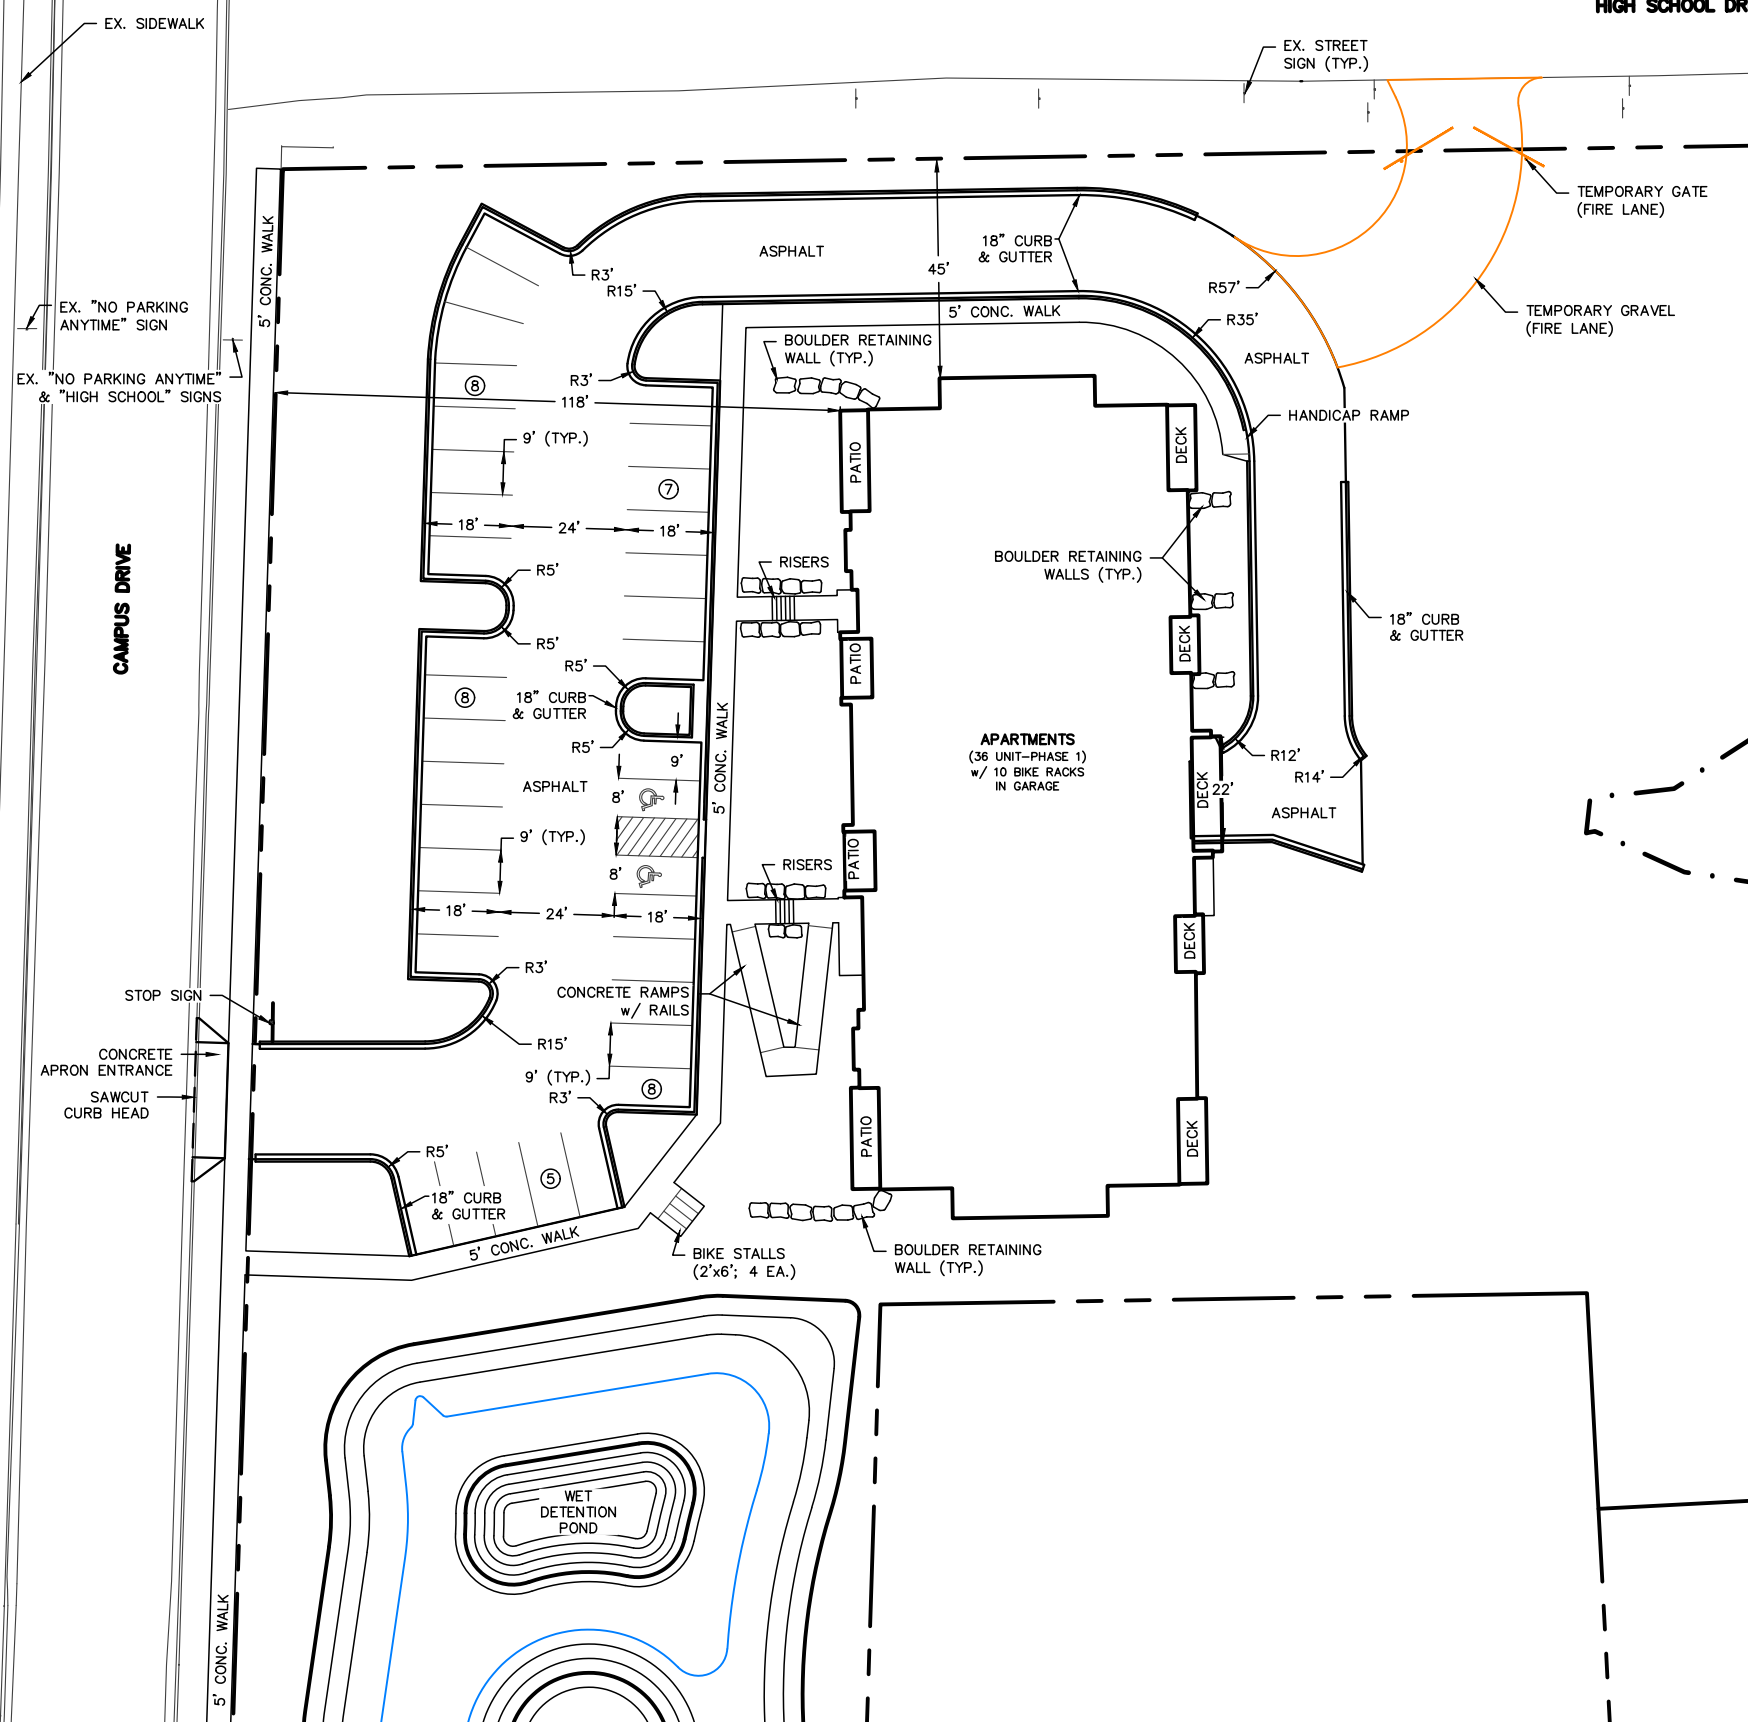 HIGH SCHOOL DR
EX. SIDEWALK
EX. STREET
SIGN (TYP.)
TEMPORARY GATE
(FIRE LANE)
5' CONC. WALK
ASPHALT
18" CURB
& GUTTER
R3'
45'
R15'
R57'
EX. "NO PARKING
ANYTIME" SIGN
5' CONC. WALK
R35'
TEMPORARY GRAVEL
(FIRE LANE)
BOULDER RETAINING
WALL (TYP.)
ASPHALT
EX. "NO PARKING ANYTIME"
& "HIGH SCHOOL" SIGNS
8
R3'
118'
HANDICAP RAMP
9' (TYP.)
PATIO
DECK
7
18'
24'
18'
CAMPUS DRIVE
RISERS
BOULDER RETAINING
WALLS (TYP.)
R5'
18" CURB
& GUTTER
R5'
R5'
PATIO
DECK
8
18" CURB
& GUTTER
R5'
5' CONC. WALK
APARTMENTS
(36 UNIT-PHASE 1)
w/ 10 BIKE RACKS
IN GARAGE
9'
R12'
R14'
ASPHALT
8'
DECK
22'
ASPHALT
9' (TYP.)
8'
RISERS
PATIO
18'
24'
18'
DECK
R3'
STOP SIGN
CONCRETE RAMPS
w/ RAILS
R15'
CONCRETE
APRON ENTRANCE
9' (TYP.)
8
SAWCUT
CURB HEAD
R3'
PATIO
DECK
R5'
5
18" CURB
& GUTTER
5' CONC. WALK
BIKE STALLS
(2'x6'; 4 EA.)
BOULDER RETAINING
WALL (TYP.)
WET
DETENTION
POND
5' CONC. WALK